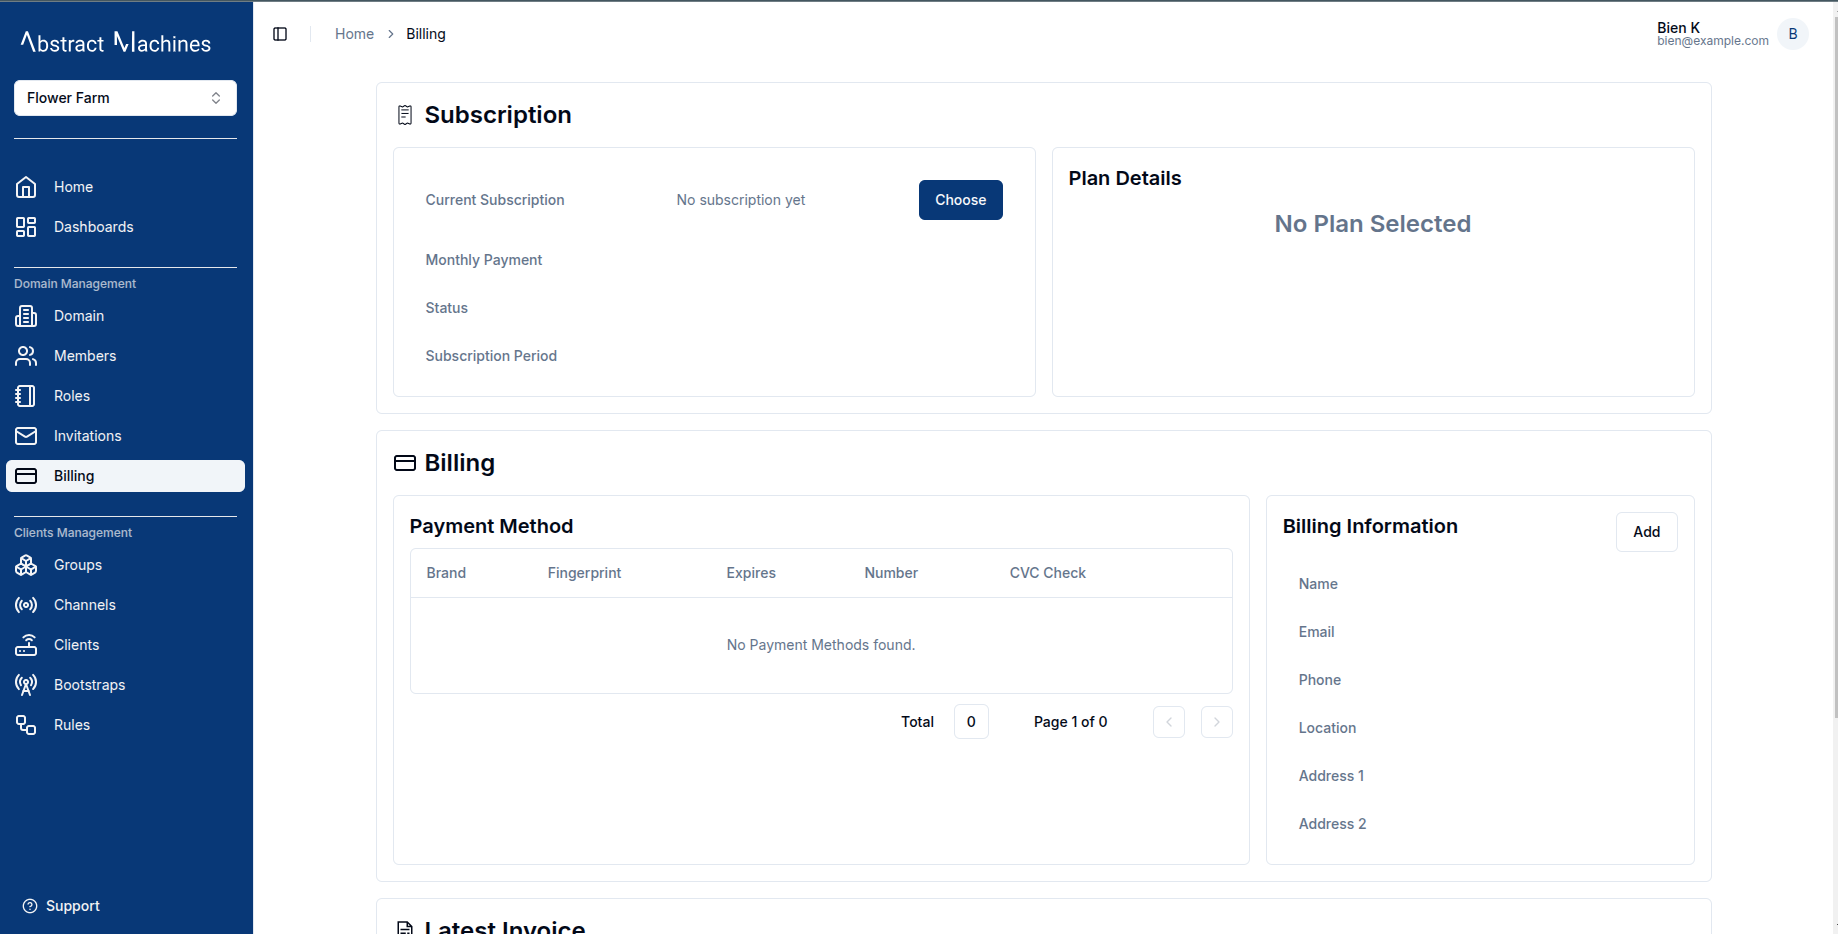 Abstract Machines
Flower Farm
Home
Dashboards
Domain Management
Domain
Members
Roles
Invitations
Billing
Clients Management
Groups
Channels
Clients
Bootstraps
Rules
Support
Home > Billing
Bien K
bien@example.com
B
Subscription
Current Subscription No subscription yet Choose
Monthly Payment
Status
Subscription Period
Plan Details
No Plan Selected
Billing
Payment Method
Brand Fingerprint Expires Number CVC Check
No Payment Methods found.
Total 0 Page 1 of 0
Billing Information
Add
Name
Email
Phone
Location
Address 1
Address 2
Latest Invoice